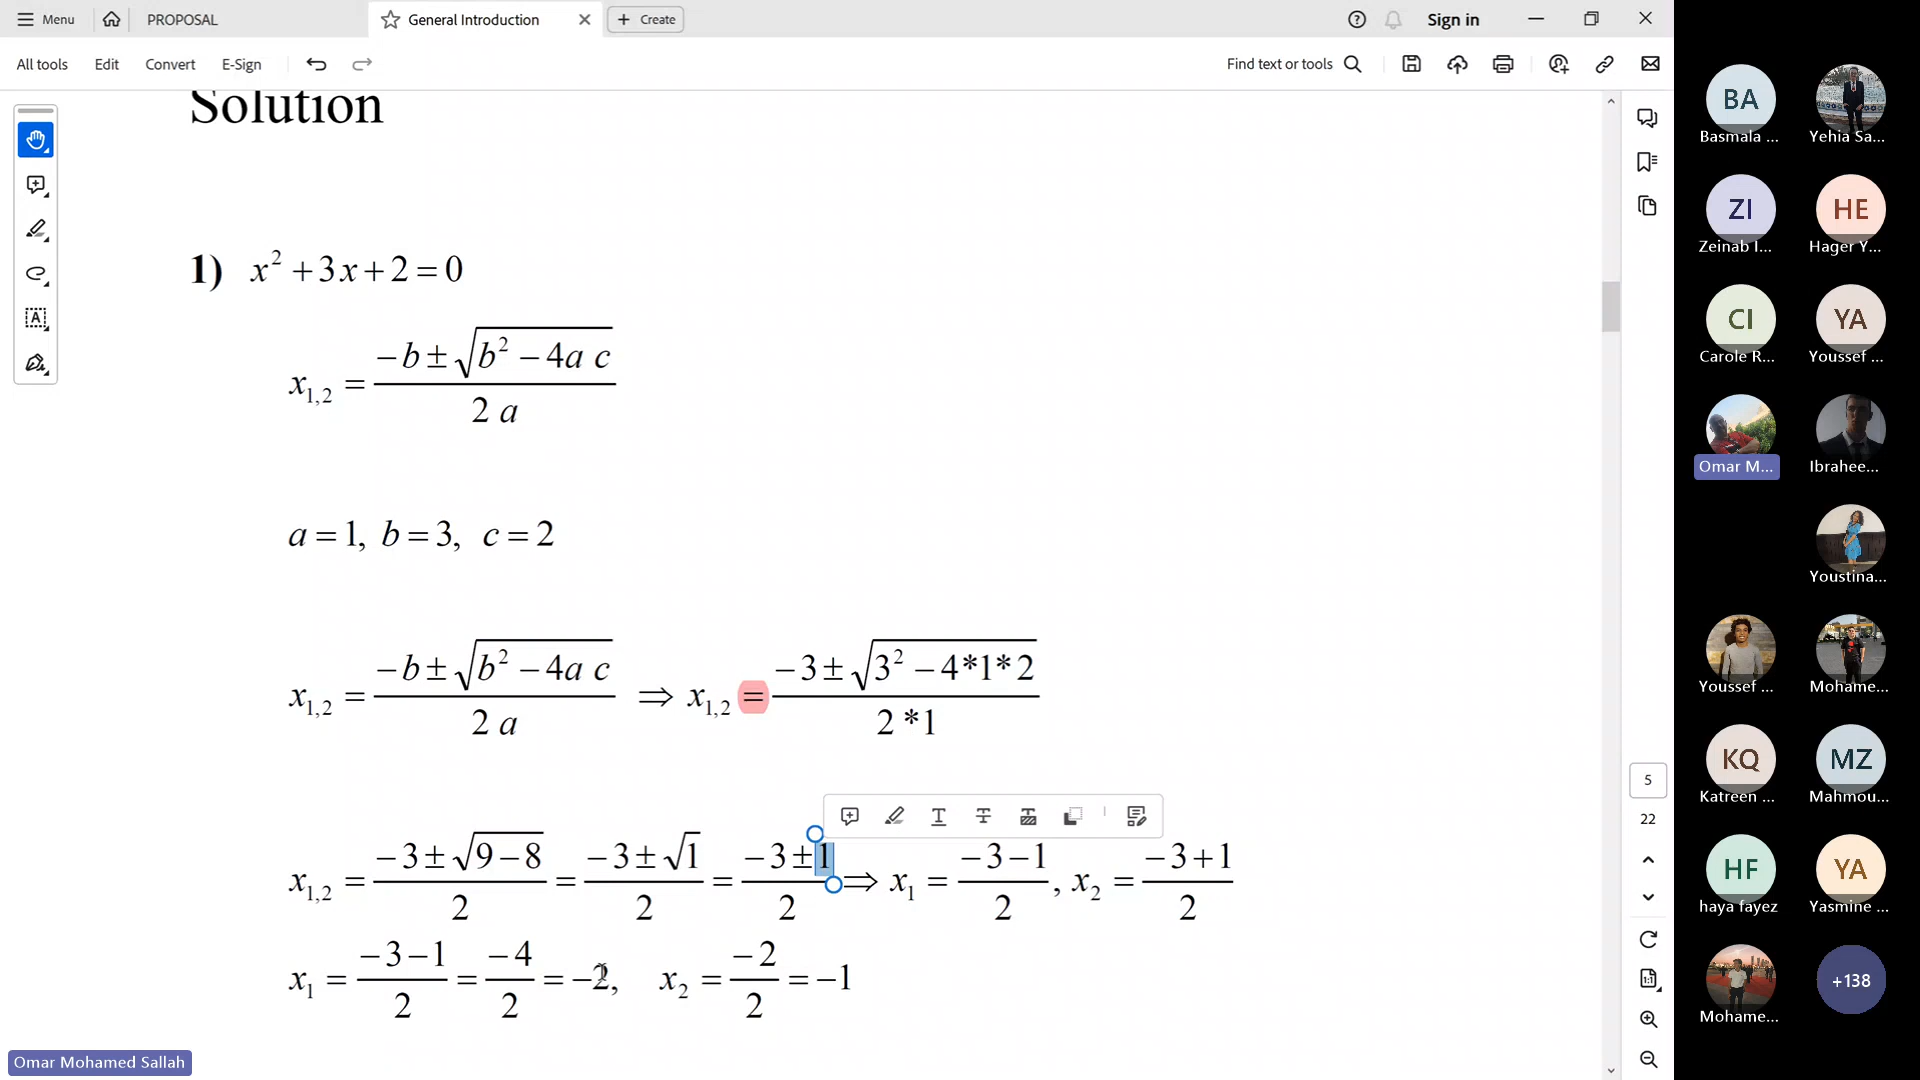 Menu PROPOSAL General Introduction Create Sign in
All tools Edit Convert E-Sign Find text or tools
Solution
1) x² + 3x + 2 = 0
x₁,₂ = (−b ± √(b² − 4a c)) / (2 a)
a = 1, b = 3, c = 2
x₁,₂ = (−b ± √(b² − 4a c)) / (2 a) ⇒ x₁,₂ = (−3 ± √(3² − 4*1*2)) / (2*1)
x₁,₂ = (−3 ± √(9−8)) / 2 = (−3 ± √1) / 2 = (−3 ± 1) / 2 ⇒ x₁ = (−3−1) / 2 , x₂ = (−3+1) / 2
x₁ = (−3−1) / 2 = −4 / 2 = −2, x₂ = −2 / 2 = −1
5
22
Omar Mohamed Sallah
BA
Basmala ...
Yehia Sa...
ZI
Zeinab I...
HE
Hager Y...
CI
Carole R...
YA
Youssef ...
Omar M...
Ibrahee...
Youstina...
Youssef ...
Mohame...
KQ
Katreen ...
MZ
Mahmou...
HF
haya fayez
YA
Yasmine ...
Mohame...
+138